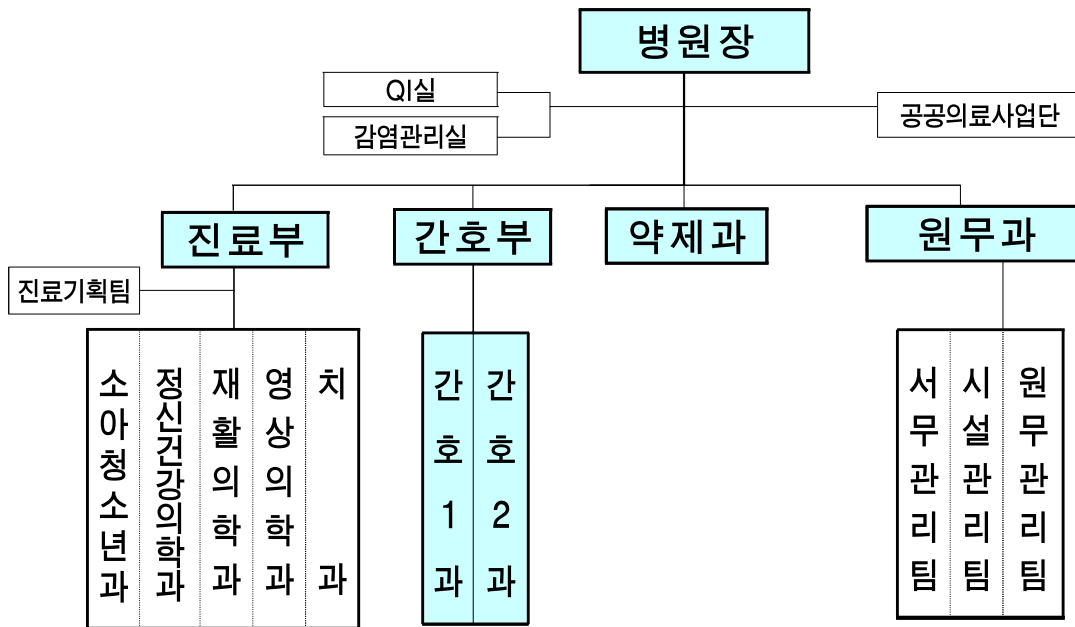 병원장
QI실
감염관리실
공공의료사업단
진료부
간호부
약제과
원무과
진료기획팀
소아청소년과
정신건강의학과
재활의학과
영상의학과
치과
간호1과
간호2과
서무관리팀
시설관리팀
원무관리팀